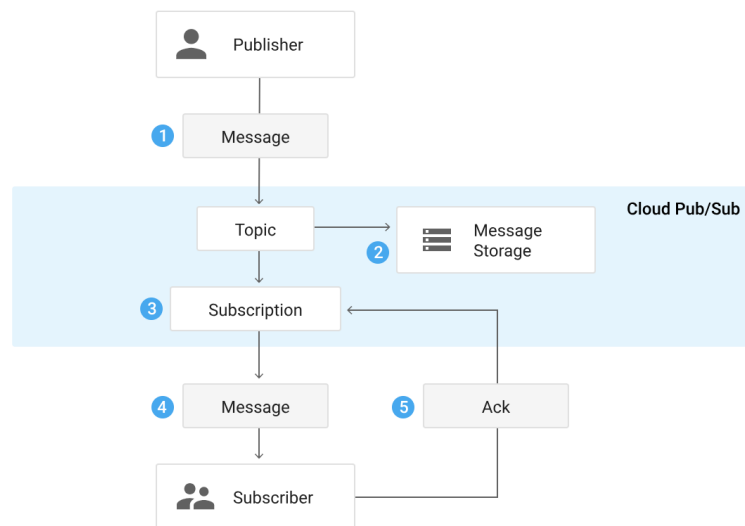 Publisher
1
Message
Cloud Pub/Sub
Topic
2
Message
Storage
3
Subscription
4
Message
5
Ack
Subscriber